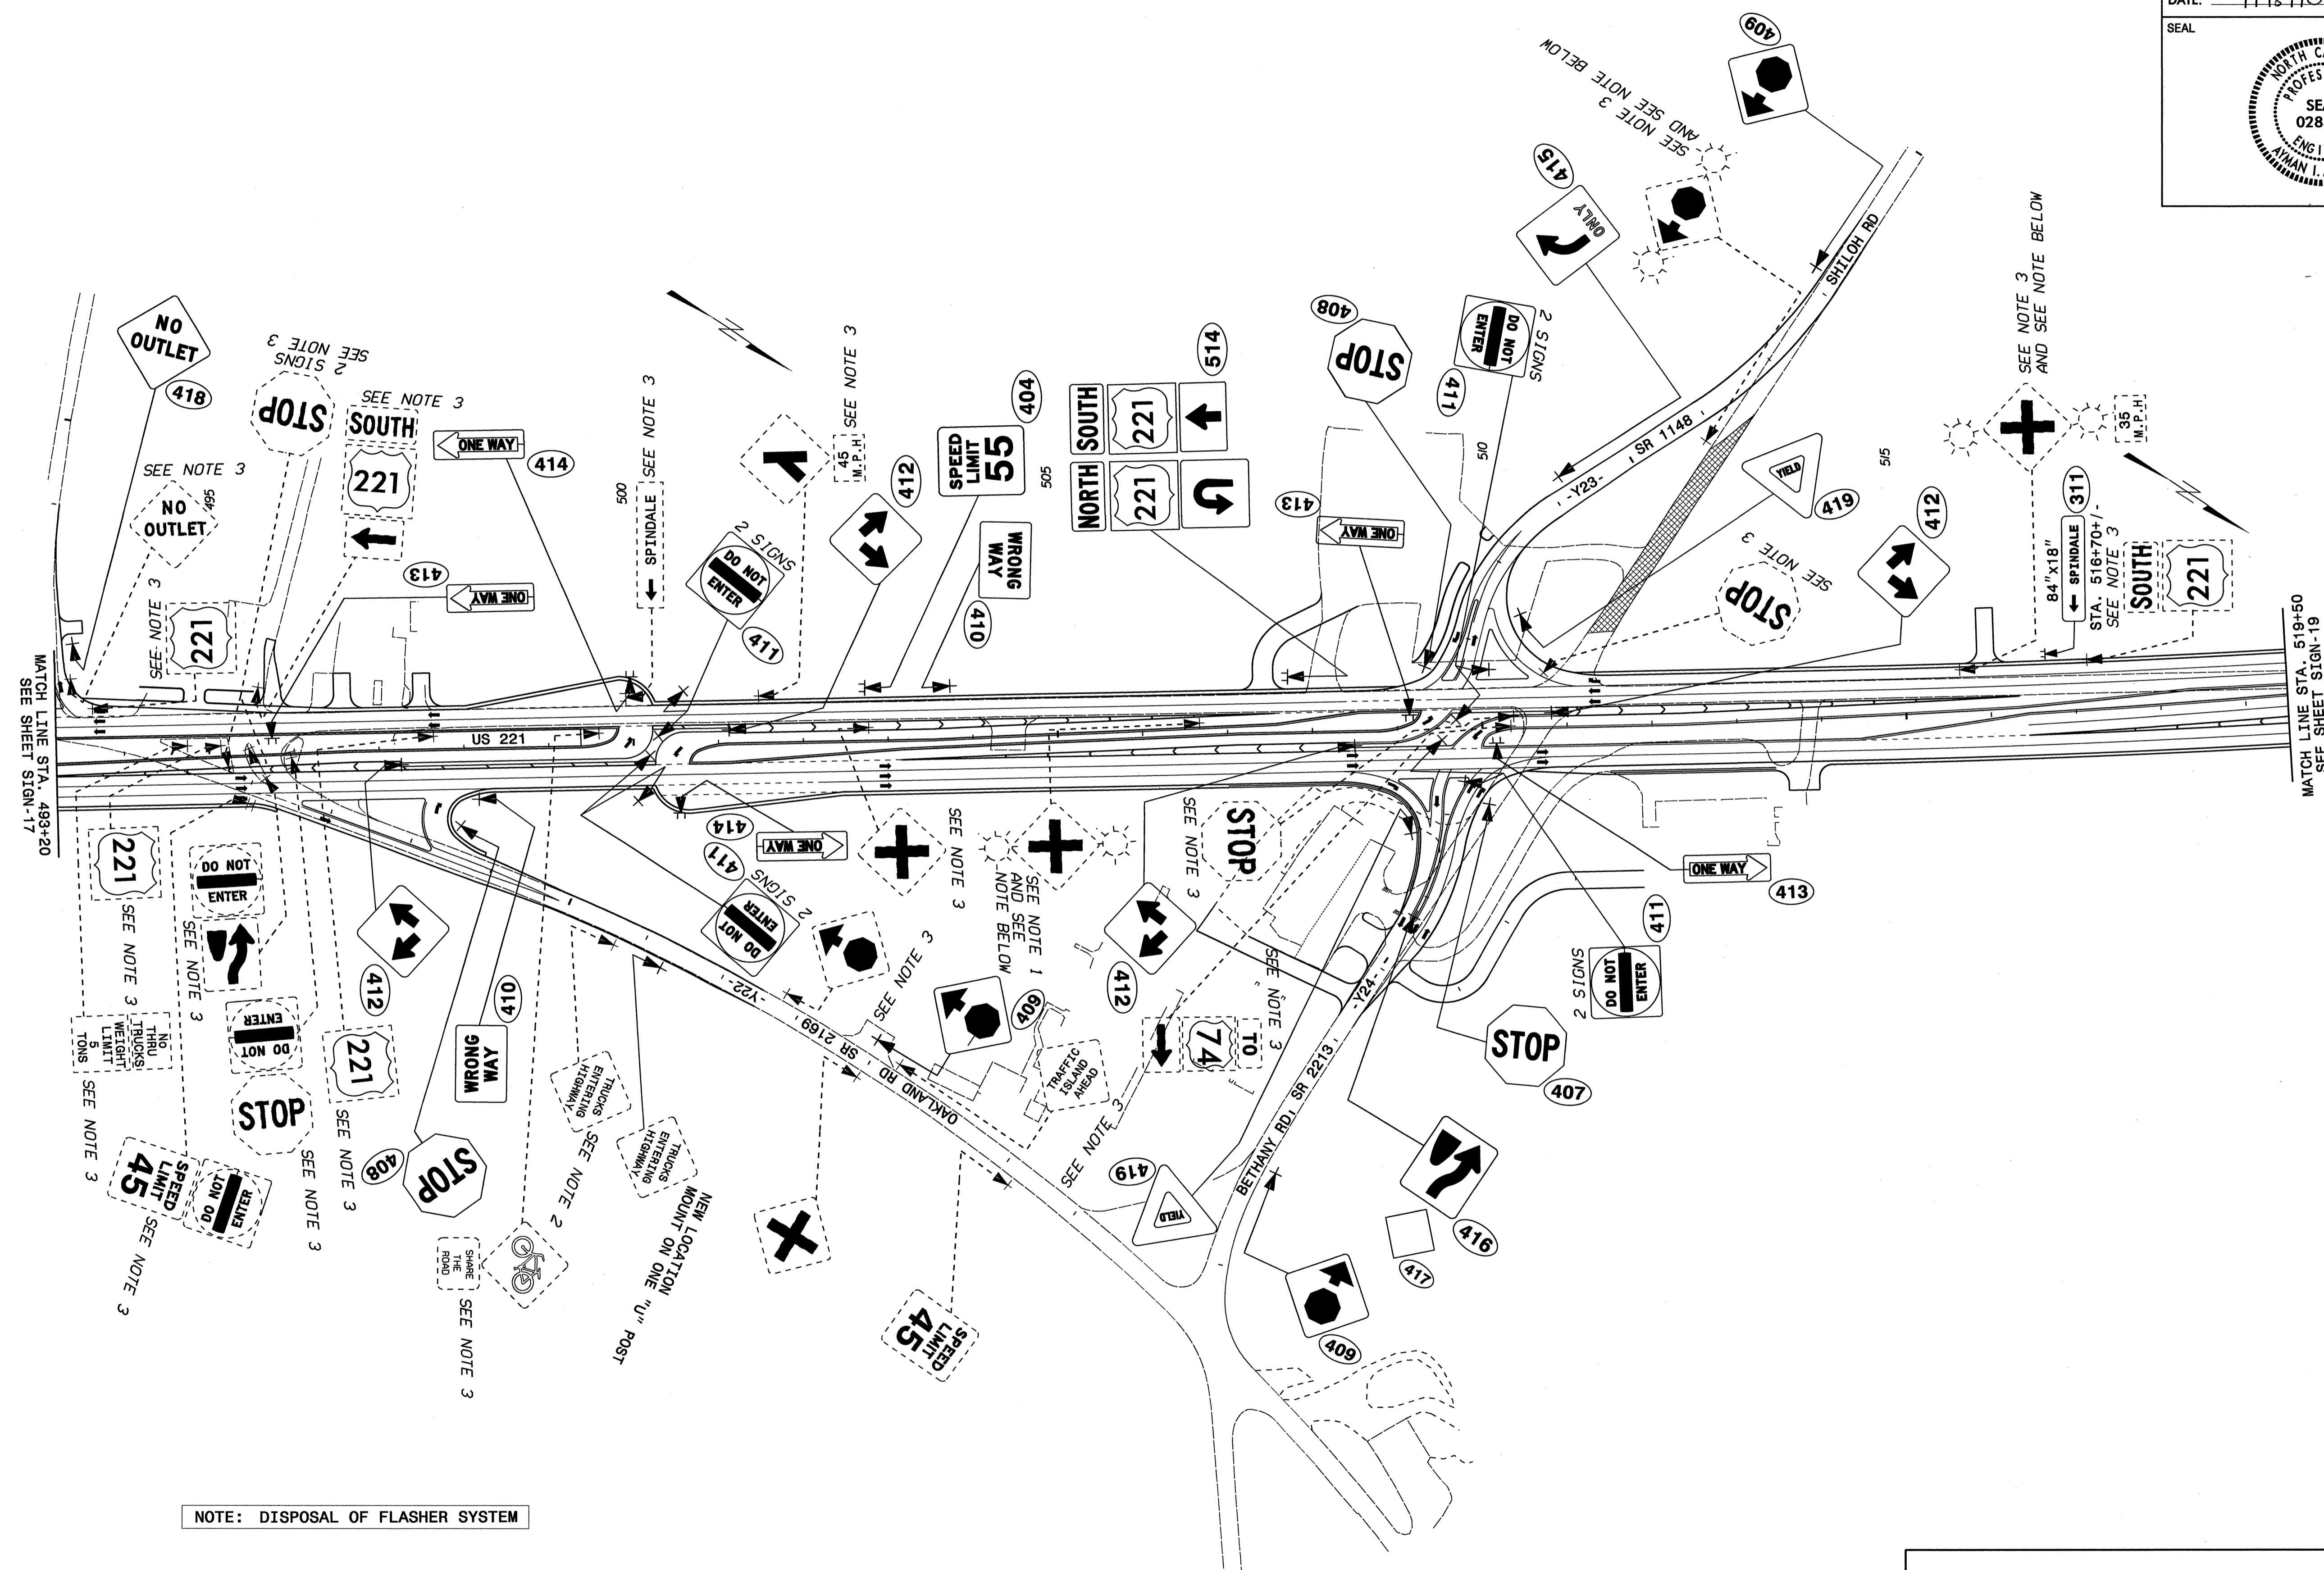 DATE:
SEAL
NORTH
SEE NOTE 3
AND SEE NOTE BELOW
409
415
ONLY
SHILOH RD
SR 1148
-Y23-
408
STOP
DO NOT
ENTER
2 SIGNS
411
514
SOUTH
221
NORTH
221
404
SPEED
LIMIT
55
505
510
413
ONE WAY
WRONG
WAY
410
412
SEE NOTE 3
45
M.P.H
2 SIGNS
DO NOT
ENTER
411
500
SPINDALE
SEE NOTE 3
NO
OUTLET
418
2 SIGNS
SEE NOTE 3
STOP
SEE NOTE 3
SOUTH
221
ONE WAY
414
SEE NOTE 3
NO
OUTLET
495
413
ONE WAY
SEE NOTE 3
221
YIELD
419
SEE NOTE 3
STOP
515
412
SEE NOTE 3
AND SEE NOTE BELOW
35
M.P.H
311
SPINDALE
84"x18"
STA. 516+70+/-
SEE NOTE 3
SOUTH
221
MATCH LINE STA. 519+50
SEE SHEET SIGN-19
MATCH LINE STA. 493+20
SEE SHEET SIGN-17
US 221
221
SEE NOTE 3
DO NOT
ENTER
SEE NOTE 3
NO
THRU
TRUCKS
WEIGHT
LIMIT
5
TONS
SEE NOTE 3
DO NOT
ENTER
STOP
SEE NOTE 3
SPEED
LIMIT
45
SEE NOTE 3
DO NOT
ENTER
221
SEE NOTE 3
412
410
WRONG
WAY
408
STOP
SHARE
THE
ROAD
SEE NOTE 3
TRUCKS
ENTERING
HIGHWAY
SEE NOTE 2
TRUCKS
ENTERING
HIGHWAY
NEW LOCATION
MOUNT ON ONE "U" POST
414
ONE WAY
411
2 SIGNS
DO NOT
ENTER
-Y22-
SR 2169
OAKLAND RD
SEE NOTE 3
SEE NOTE 3
SEE NOTE 1
AND SEE
NOTE BELOW
409
TRAFFIC
ISLAND
AHEAD
SEE NOTE 3
SPEED
LIMIT
45
SEE NOTE 3
STOP
412
TO
74
SEE NOTE 3
419
YIELD
BETHANY RD
SR 2213
-Y24-
ONE WAY
413
411
2 SIGNS
DO NOT
ENTER
STOP
407
416
417
409
NOTE: DISPOSAL OF FLASHER SYSTEM